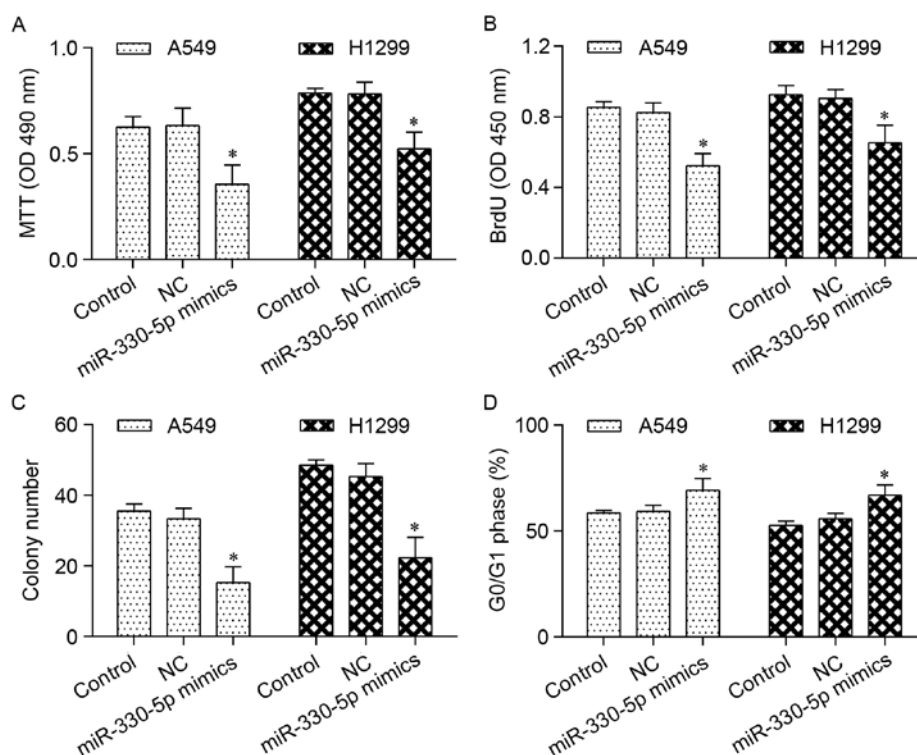 A
A549
H1299
MTT (OD 490 nm)
1.0
0.5
0.0
*
*
Control
NC
miR-330-5p mimics
Control
NC
miR-330-5p mimics
B
A549
H1299
BrdU (OD 450 nm)
1.2
0.8
0.4
0.0
*
*
Control
NC
miR-330-5p mimics
Control
NC
miR-330-5p mimics
C
A549
H1299
Colony number
60
40
20
0
*
*
Control
NC
miR-330-5p mimics
Control
NC
miR-330-5p mimics
D
A549
H1299
G0/G1 phase (%)
100
50
0
*
*
Control
NC
miR-330-5p mimics
Control
NC
miR-330-5p mimics